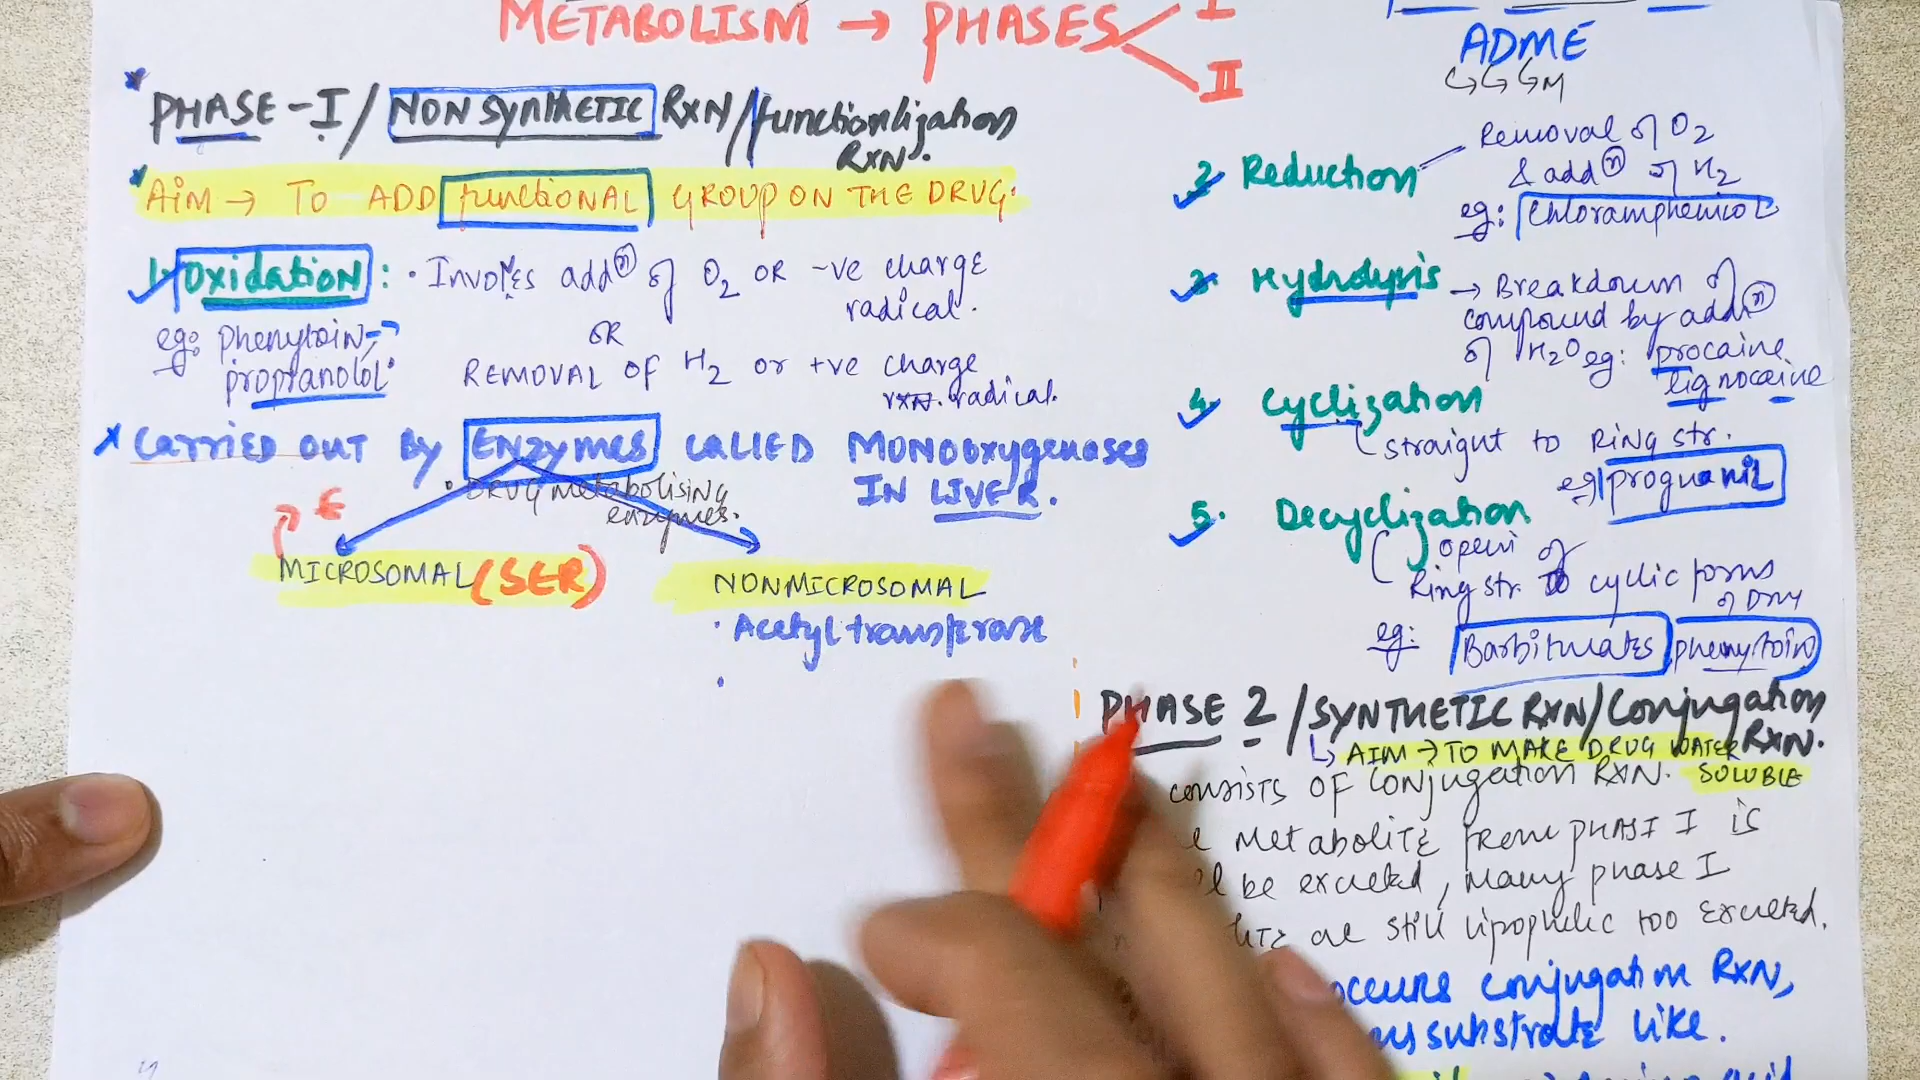 METABOLISM → PHASES
I
II
ADME
M
PHASE - I / NON SYNTHETIC RXN / functionlization
RXN.
AIM → TO ADD functionAL GROUP ON THE DRUG.
1. Oxidation : • Involves add(n) of O2 OR -ve charge
radical.
eg: phenytoin,
propranolol
OR
REMOVAL OF H2 or +ve charge
rxn. radical.
* CARRIED OUT BY ENZYMES CALLED MONOOXYGENASES
IN LIVER.
• DRUG metabolising
enzymes.
MICROSOMAL (SER)
NONMICROSOMAL
• Acetyl transferase
•
2 Reduction
Removal of O2
& add(n) of H2
eg: Chloramphenicol
3 Hydrolysis → Breakdown of
compound by add(n)
of H2O eg: procaine
lignocaine
4. Cyclization
straight to RING str.
eg proguanil
5. Decyclization
openi of
Ring str. to cyclic forms
of
eg: Barbiturates phenytoin
PHASE 2 / SYNTHETIC RXN / Conjugation
RXN.
↳ AIM → TO MAKE DRUG WATER
SOLUBLE
consists OF Conjugation RXN.
Metabolite from PHASE I is
be excreted, Many phase I
are still lipophilic too excreted.
occurs conjugation RXN,
substrate like.